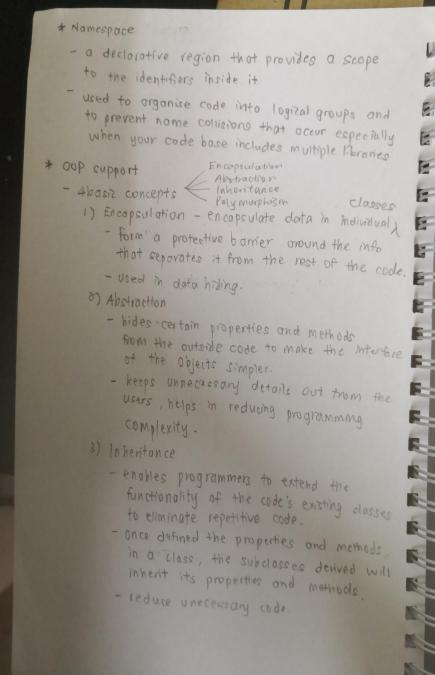 * Namespace
- a declarative region that provides a scope
to the identifiers inside it
- used to organise code into logical groups and
to prevent name collisions that occur especially
when your code base includes multiple libraries
* OOP support
- 4 basic concepts
Encapsulation
Abstraction
Inheritance
Polymorphism
classes
1) Encapsulation - encapsulate data in individual
- form a protective barrier around the info
that separates it from the rest of the code.
- used in data hiding.
2) Abstraction
- hides certain properties and methods
from the outside code to make the interface
of the objects simpler.
- keeps unnecessary details out from the
users, helps in reducing programming
complexity.
3) Inheritance
- enables programmers to extend the
functionality of the code's existing classes
to eliminate repetitive code.
- once defined the properties and methods
in a class, the subclasses derived will
inherit its properties and methods.
- reduce unecessary code.